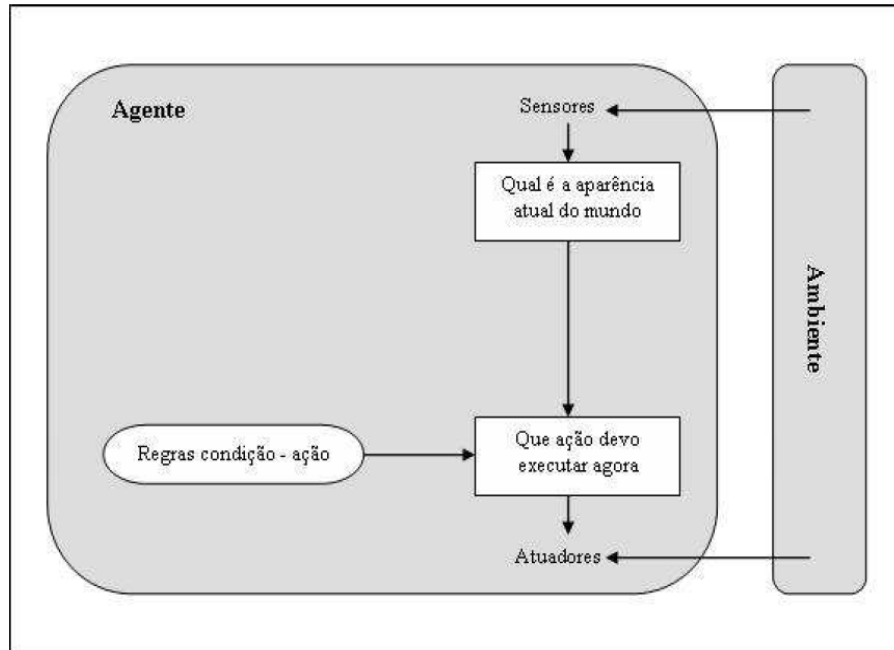 Agente
Sensores
Qual é a aparência
atual do mundo
Ambiente
Regras condição - ação
Que ação devo
executar agora
Atuadores